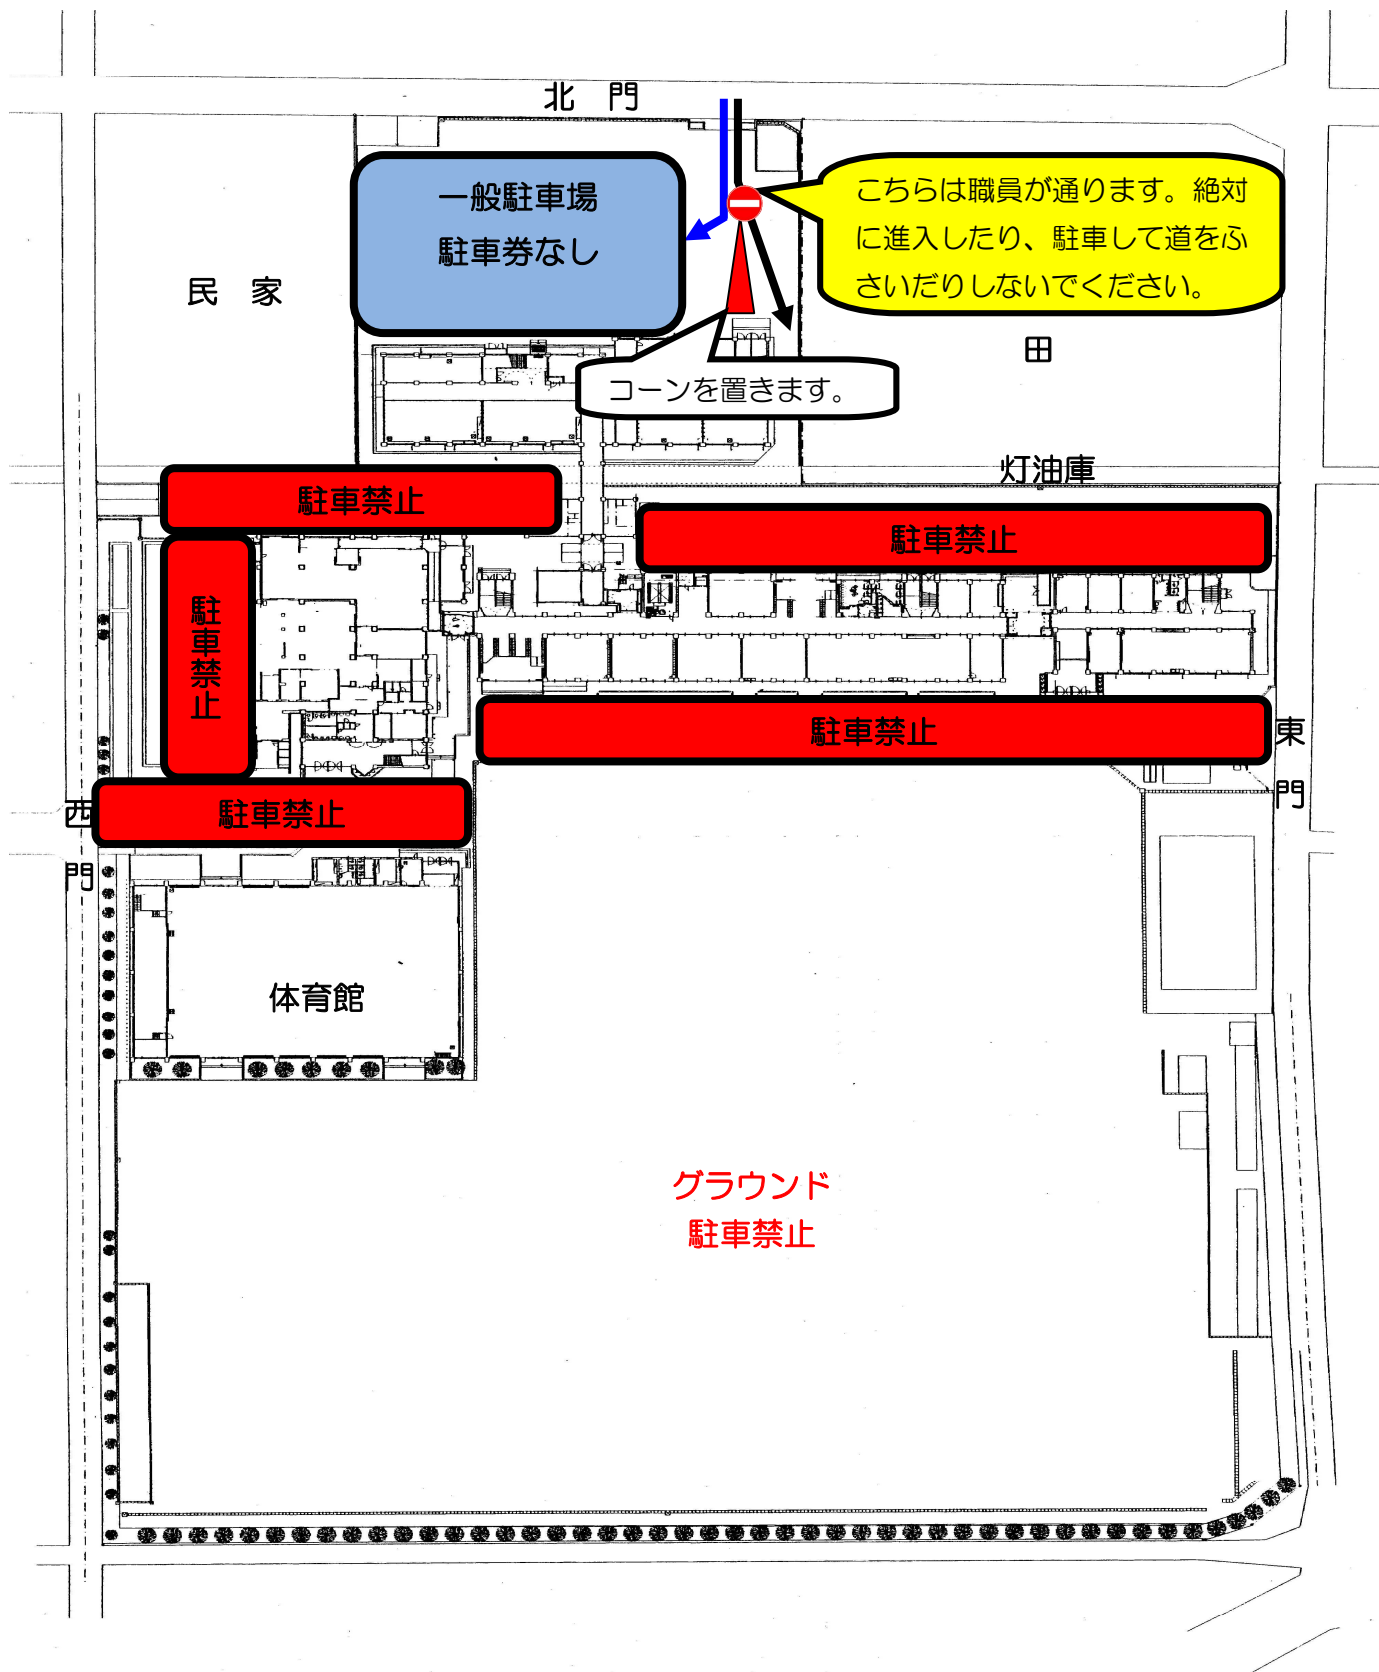 北　門
一般駐車場
駐車券なし
こちらは職員が通ります。絶対
に進入したり、駐車して道をふ
さいだりしないでください。
民　家
田
コーンを置きます。
灯油庫
駐車禁止
駐車禁止
駐車禁止
駐車禁止
東門
駐車禁止
西門
体育館
グラウンド
駐車禁止